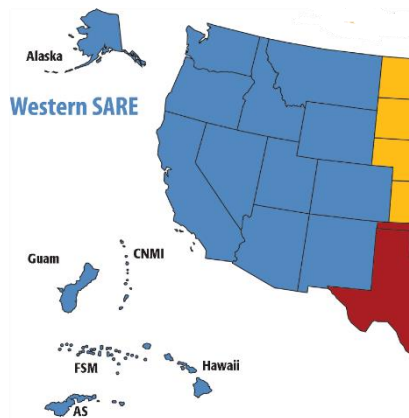 Alaska
Western SARE
CNMI
Guam
FSM
Hawaii
AS